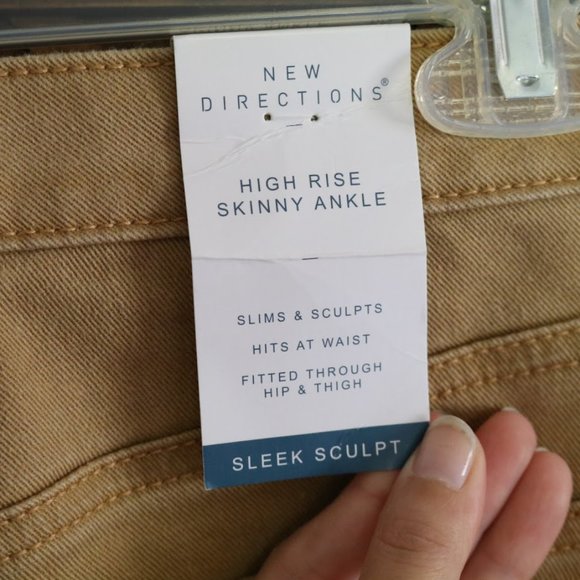 NEW
DIRECTIONS®
HIGH RISE
SKINNY ANKLE
SLIMS & SCULPTS
HITS AT WAIST
FITTED THROUGH
HIP & THIGH
SLEEK SCULPT